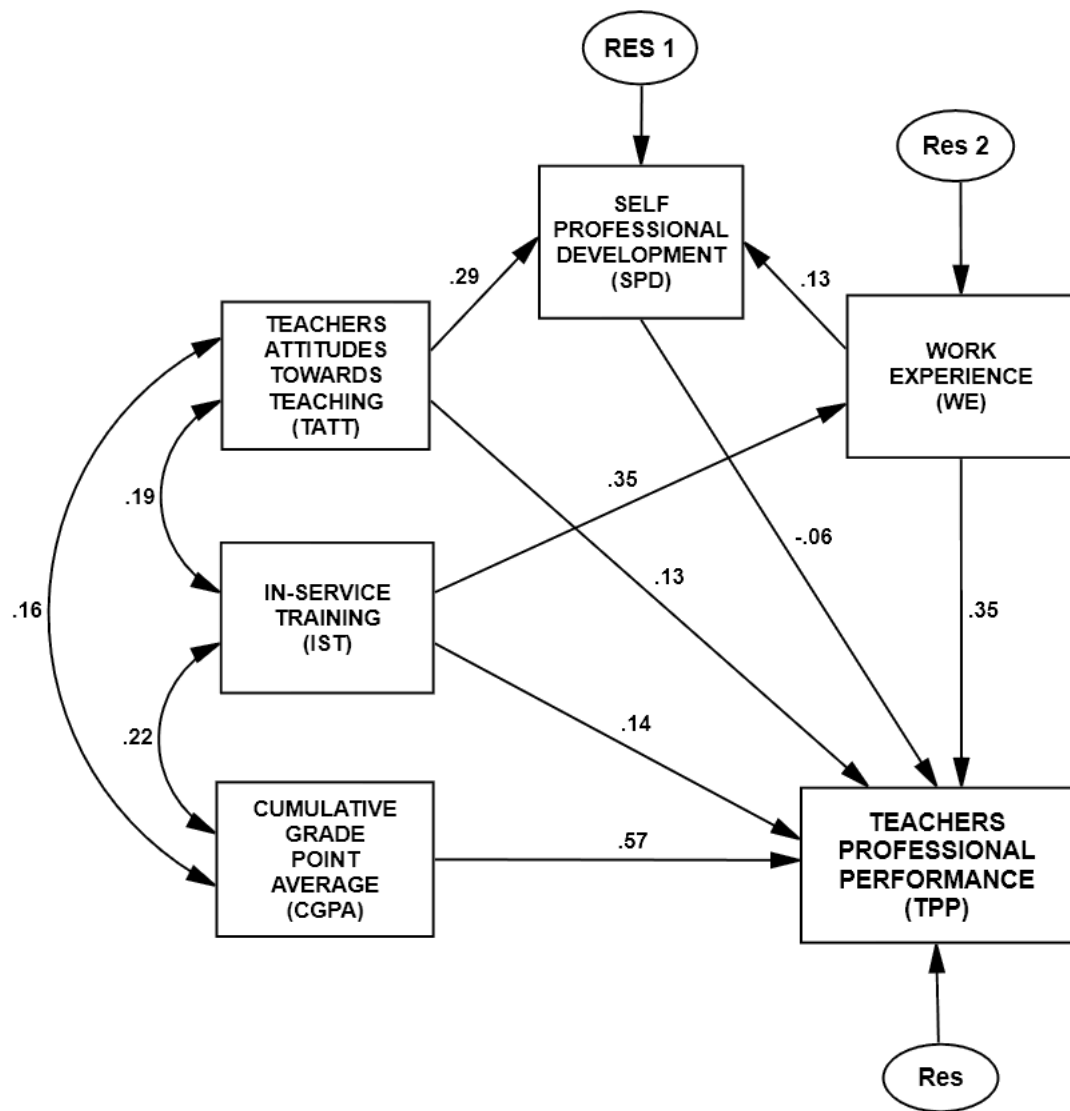 RES 1
Res 2
SELF
PROFESSIONAL
DEVELOPMENT
(SPD)
.29
.13
TEACHERS
ATTITUDES
TOWARDS
TEACHING
(TATT)
WORK
EXPERIENCE
(WE)
.19
.35
-.06
.13
.16
IN-SERVICE
TRAINING
(IST)
.35
.22
.14
CUMULATIVE
GRADE
POINT
AVERAGE
(CGPA)
.57
TEACHERS
PROFESSIONAL
PERFORMANCE
(TPP)
Res